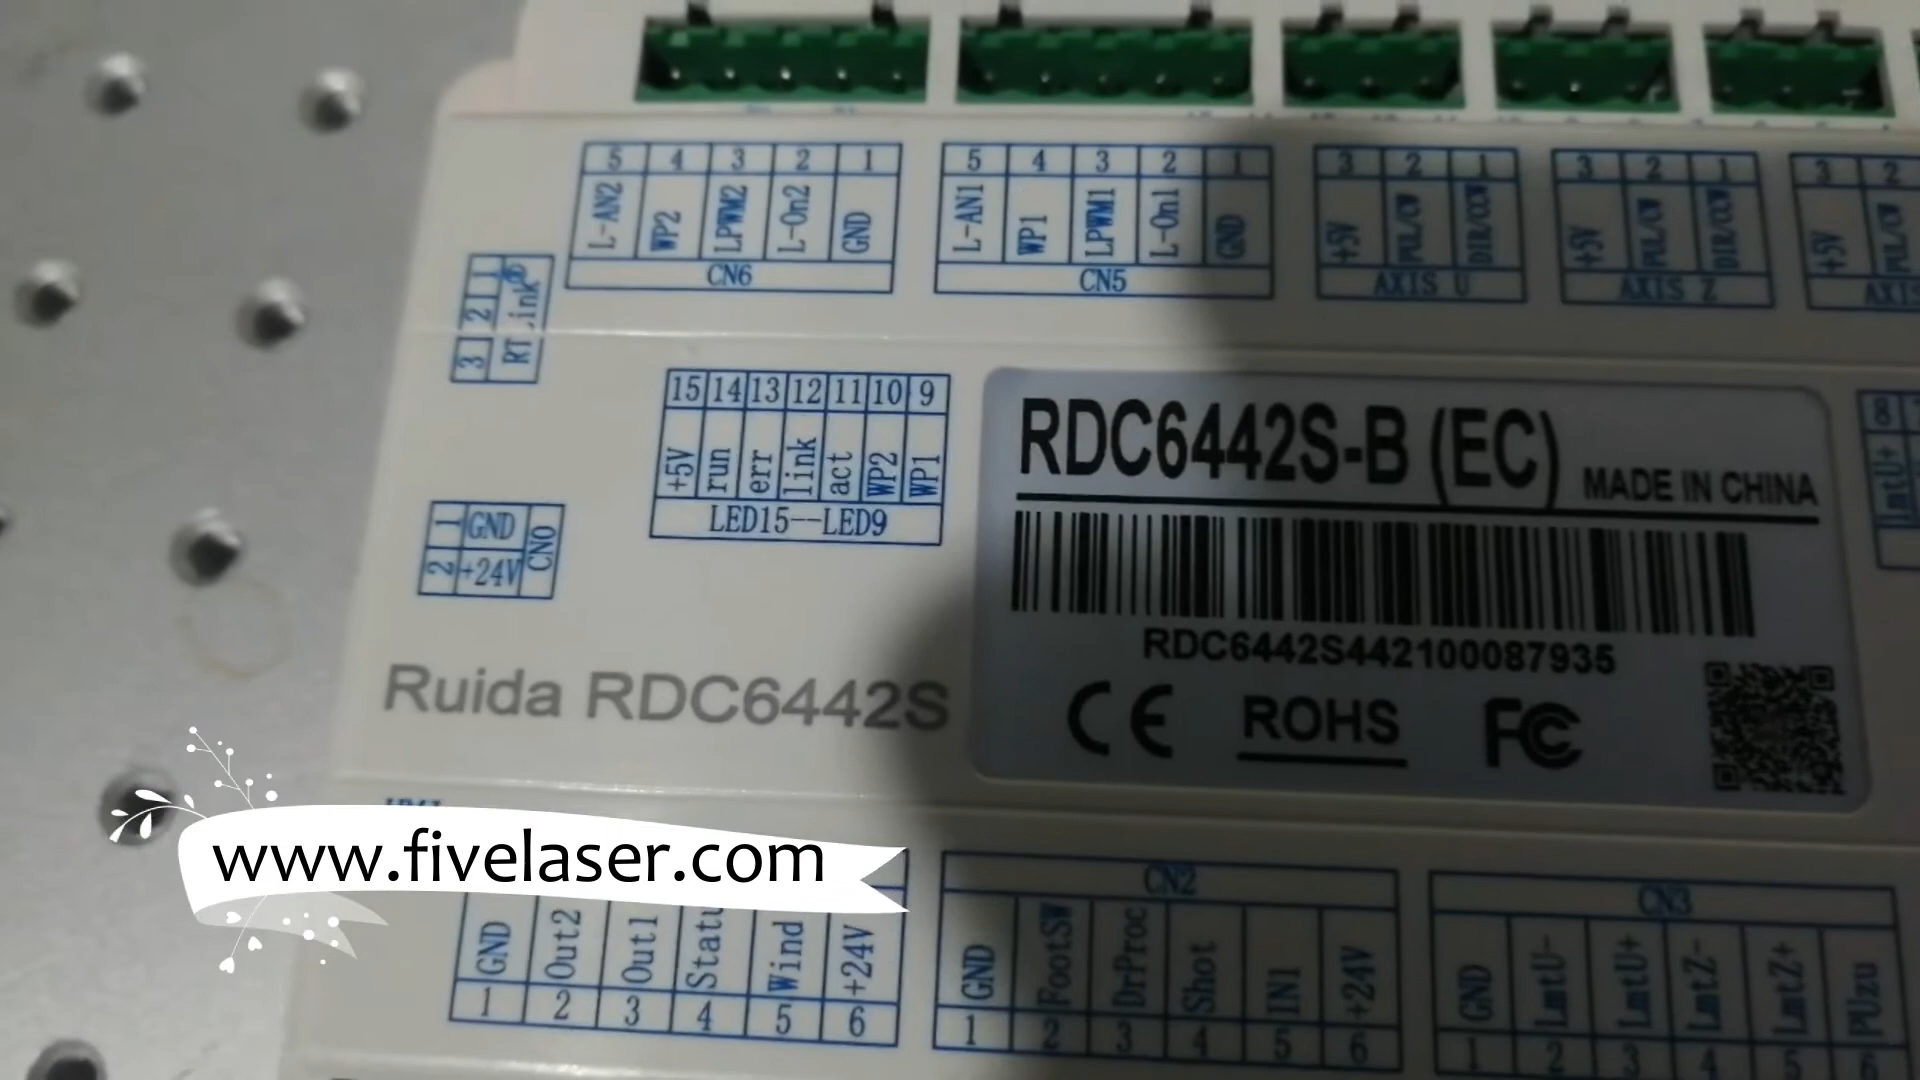 5 4 3 2 1
L-AN2 WP2 LPWM2 L-On2 GND
CN6
5 4 3 2 1
L-AN1 WP1 LPWM1 L-On1 GND
CN5
3 2 1
+5V PUL/CW DIR/CCW
AXIS U
3 2 1
+5V PUL/CW DIR/CCW
AXIS Z
3 2
+5V PUL/CW
AXIS
1 2 3
15 14 13 12 11 10 9
+5V run err link act WP2 WP1
LED15--LED9
1 GND
2 +24V
CN0
RDC6442S-B (EC) MADE IN CHINA
RDC6442S442100087935
CE ROHS FC
8
LmtU+
Ruida RDC6442S
www.fivelaser.com
GND Out2 Out1 Wind +24V
1 2 3 4 5 6
CN2
GND FootSW DrProc Shot IN1 +24V
1 2 3 4 5 6
CN3
GND LmtU- LmtU+ LmtZ- LmtZ+ PUzu
1 2 3 4 5 6